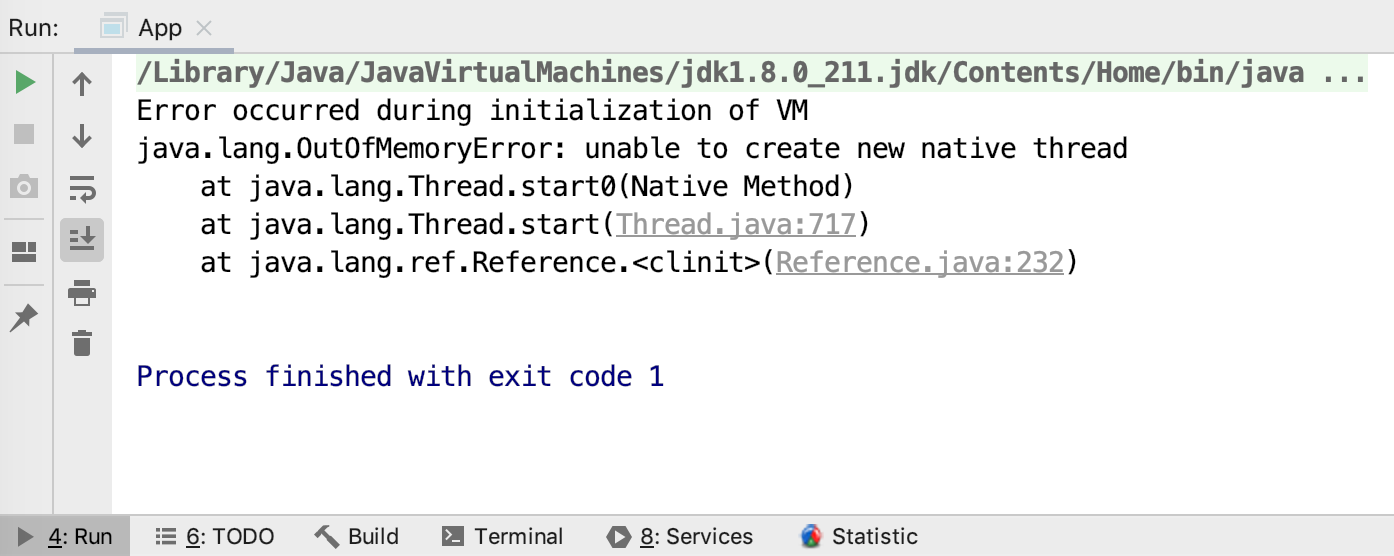 Run: App
/Library/Java/JavaVirtualMachines/jdk1.8.0_211.jdk/Contents/Home/bin/java ...
Error occurred during initialization of VM
java.lang.OutOfMemoryError: unable to create new native thread
    at java.lang.Thread.start0(Native Method)
    at java.lang.Thread.start(Thread.java:717)
    at java.lang.ref.Reference.<clinit>(Reference.java:232)
Process finished with exit code 1
4: Run 6: TODO Build Terminal 8: Services Statistic